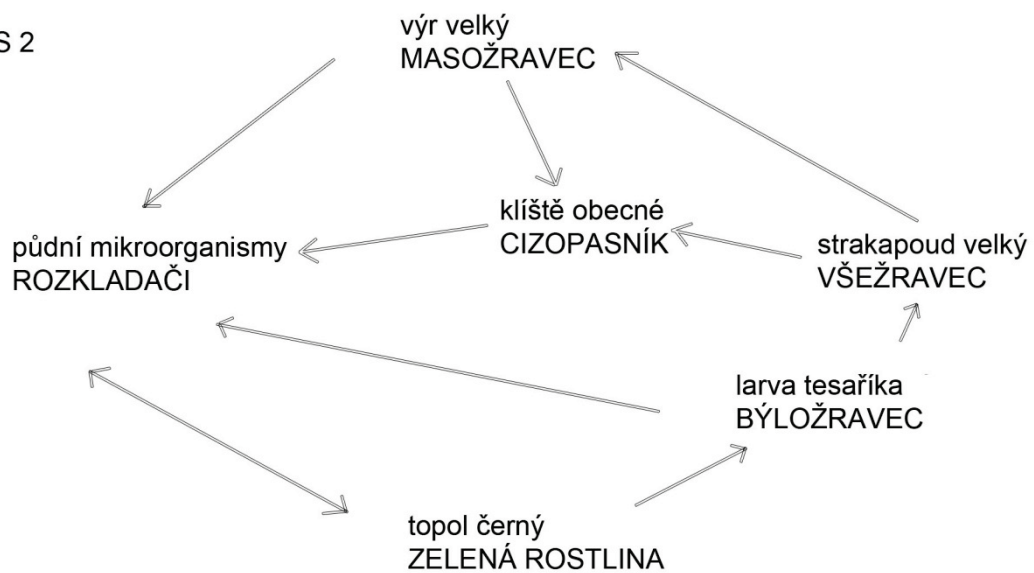 S 2
výr velký
MASOŽRAVEC
klíště obecné
CIZOPASNÍK
půdní mikroorganismy
ROZKLADAČI
strakapoud velký
VŠEŽRAVEC
larva tesaříka
BÝLOŽRAVEC
topol černý
ZELENÁ ROSTLINA